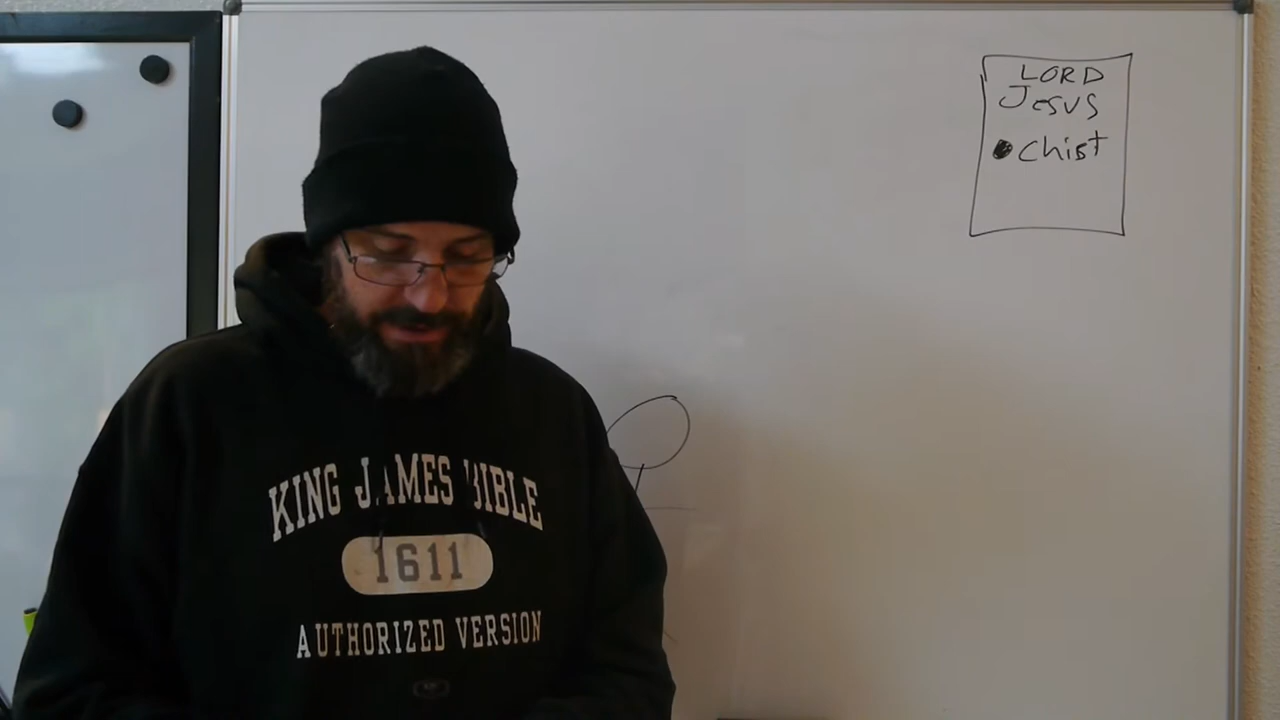 LORD
JESUS
Chist
KING JAMES BIBLE
1611
AUTHORIZED VERSION